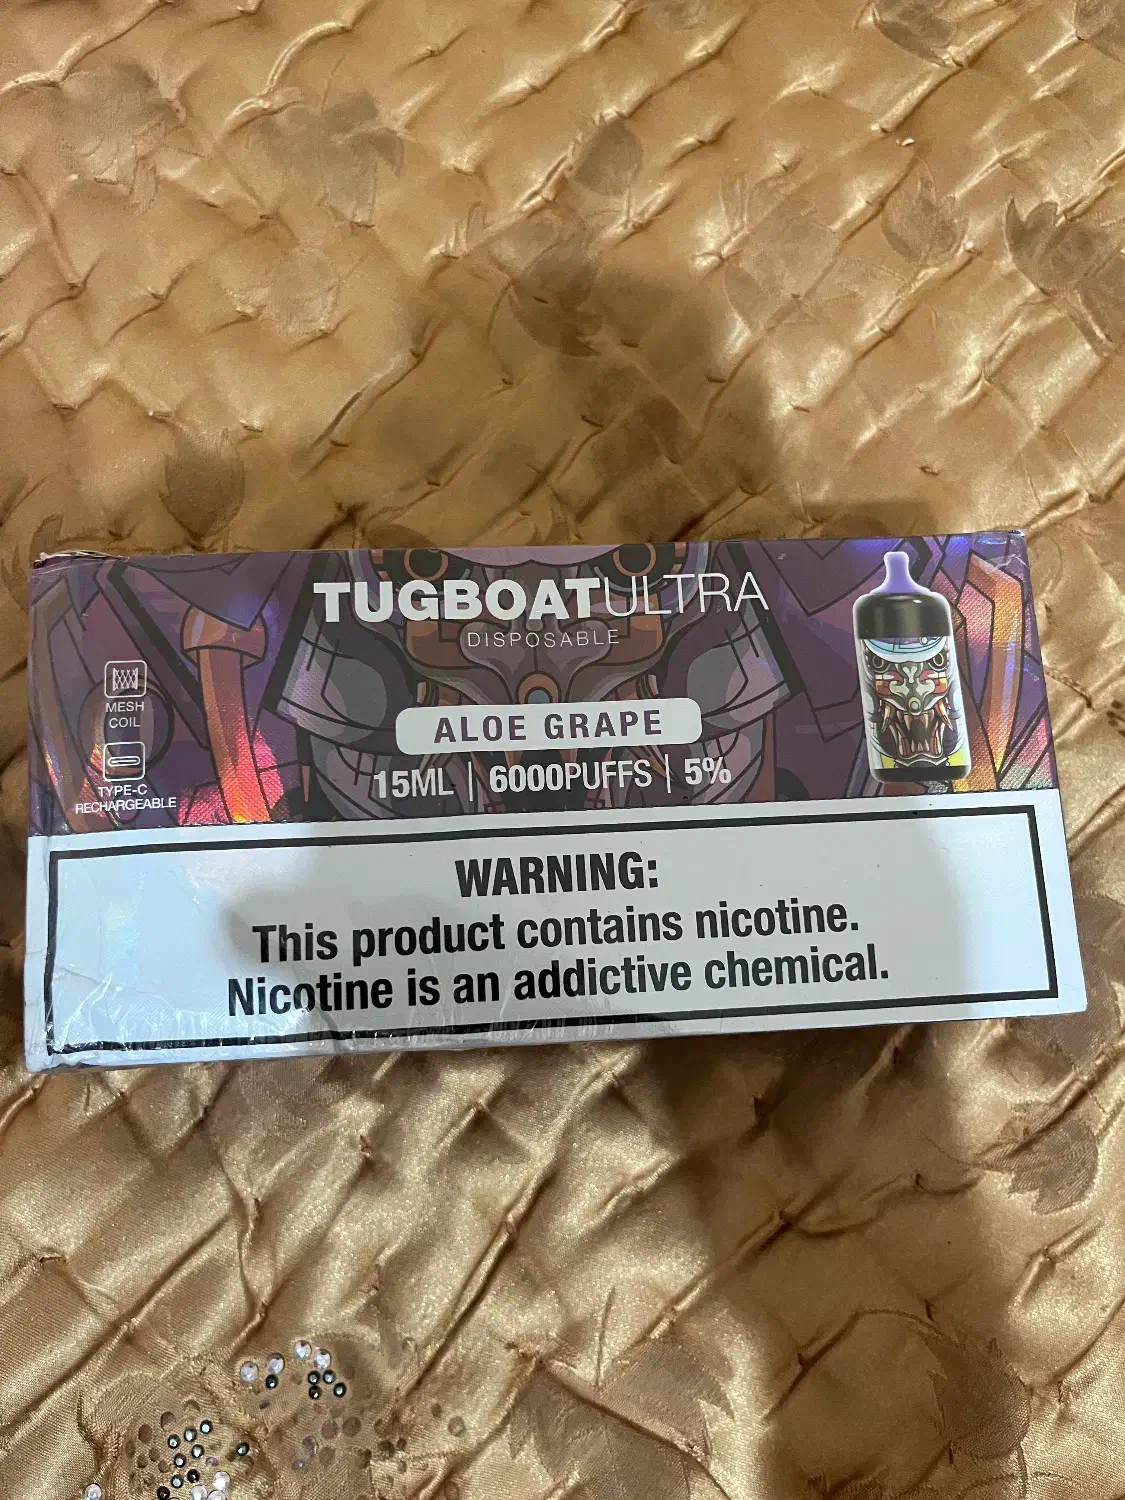 TUGBOATULTRA
DISPOSABLE
MESH
COIL
TYPE-C
RECHARGEABLE
ALOE GRAPE
15ML | 6000PUFFS | 5%
WARNING:
This product contains nicotine.
Nicotine is an addictive chemical.